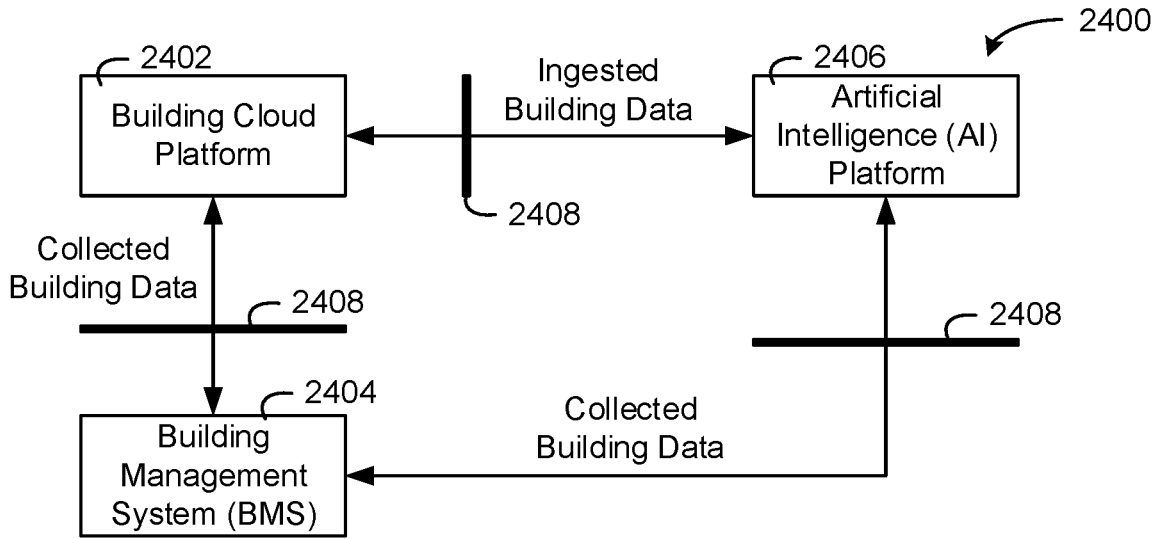 2400
2402
Building Cloud
Platform
Ingested
Building Data
2406
Artificial
Intelligence (AI)
Platform
2408
Collected
Building Data
2408
2408
2404
Building
Management
System (BMS)
Collected
Building Data